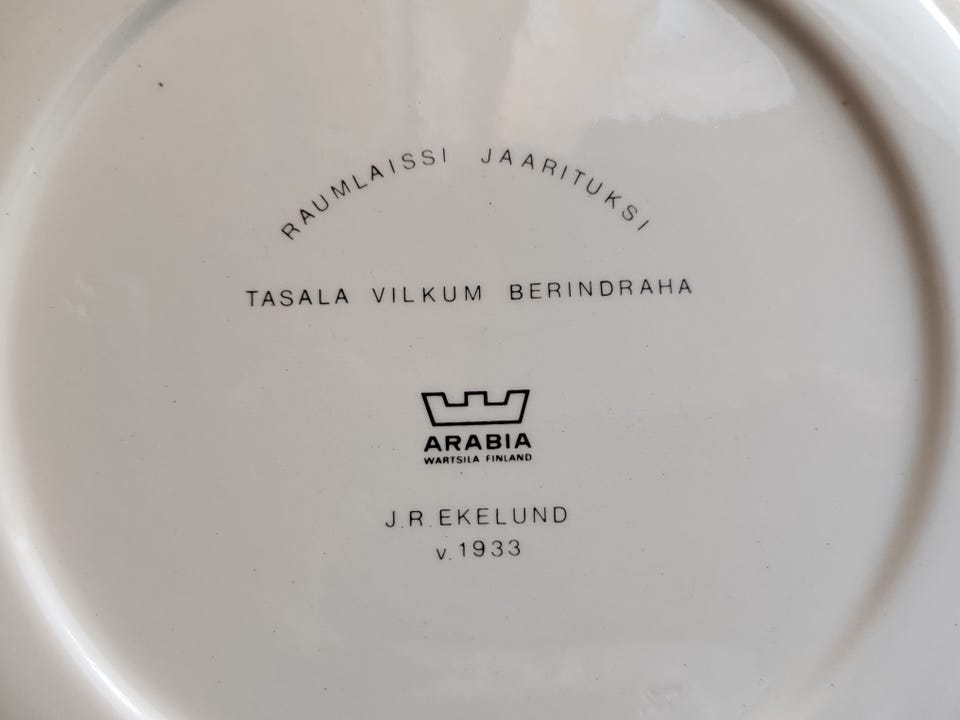 RAUMLAISSI JAARITUKSI
TASALA VILKUM BERINDRAHA
ARABIA
WARTSILA FINLAND
J.R. EKELUND
v. 1933